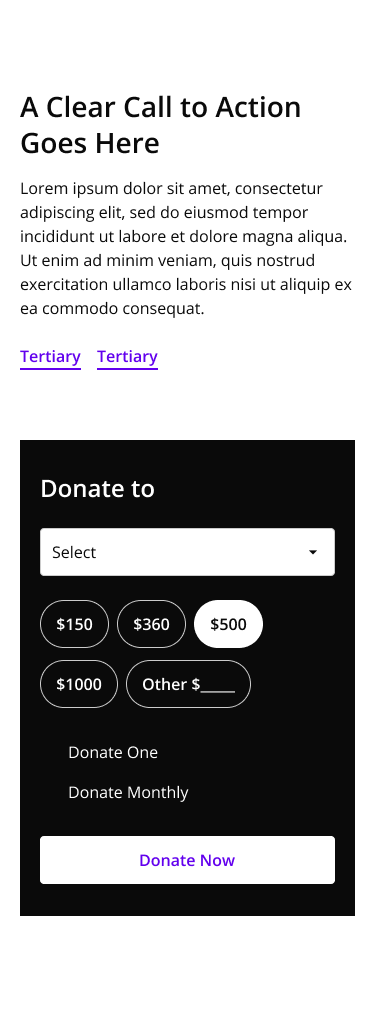 A Clear Call to Action
Goes Here
Lorem ipsum dolor sit amet, consectetur
adipiscing elit, sed do eiusmod tempor
incididunt ut labore et dolore magna aliqua.
Ut enim ad minim veniam, quis nostrud
exercitation ullamco laboris nisi ut aliquip ex
ea commodo consequat.
Tertiary Tertiary
Donate to
Select
$150 $360 $500
$1000 Other $_____
Donate One
Donate Monthly
Donate Now